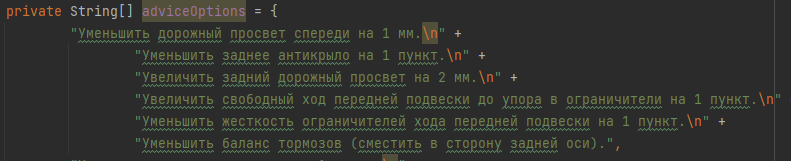 private String[] adviceOptions = {
"Уменьшить дорожный просвет спереди на 1 мм.\n" +
"Уменьшить заднее антикрыло на 1 пункт.\n" +
"Увеличить задний дорожный просвет на 2 мм.\n" +
"Увеличить свободный ход передней подвески до упора в ограничители на 1 пункт.\n"
"Уменьшить жесткость ограничителей хода передней подвески на 1 пункт.\n" +
"Уменьшить баланс тормозов (сместить в сторону задней оси).",